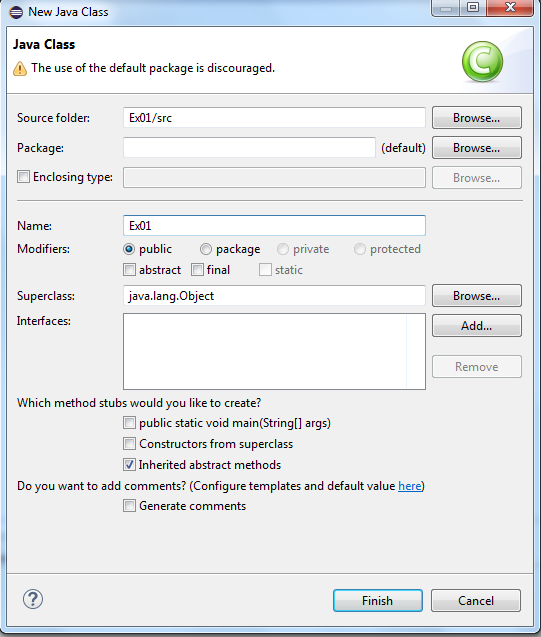 New Java Class
Java Class
The use of the default package is discouraged.
Source folder: Ex01/src Browse...
Package: (default) Browse...
Enclosing type: Browse...
Name: Ex01
Modifiers: public package private protected
abstract final static
Superclass: java.lang.Object Browse...
Interfaces: Add...
Remove
Which method stubs would you like to create?
public static void main(String[] args)
Constructors from superclass
Inherited abstract methods
Do you want to add comments? (Configure templates and default value here)
Generate comments
? Finish Cancel